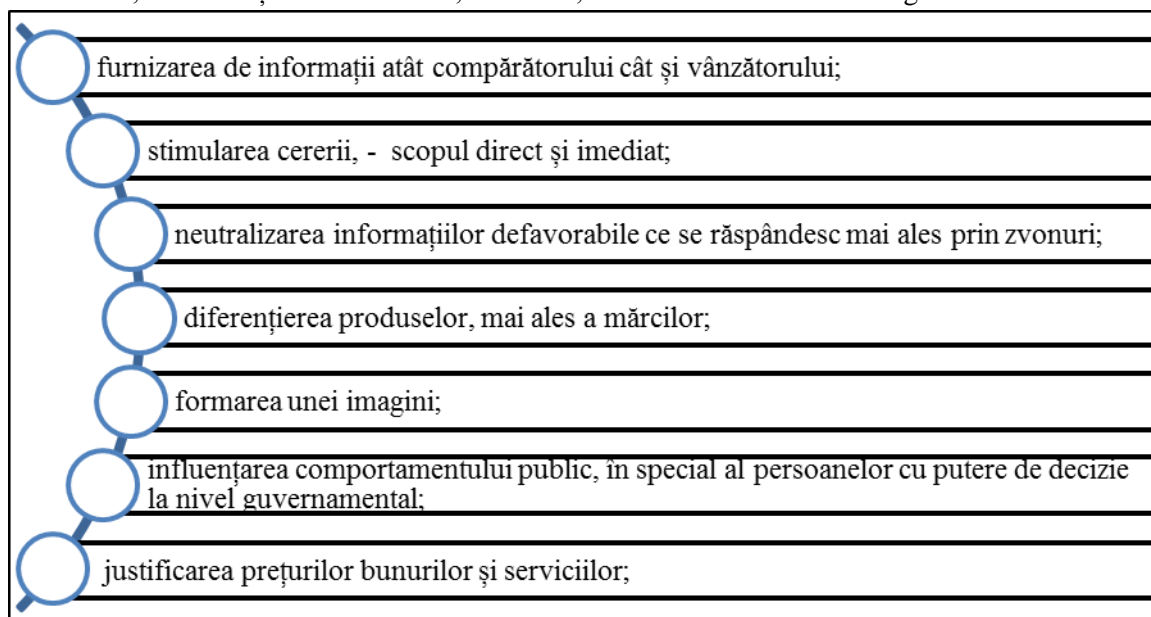 furnizarea de informații atât compărătorului cât și vânzătorului;
stimularea cererii, - scopul direct și imediat;
neutralizarea informațiilor defavorabile ce se răspândesc mai ales prin zvonuri;
diferențierea produselor, mai ales a mărcilor;
formarea unei imagini;
influențarea comportamentului public, în special al persoanelor cu putere de decizie
la nivel guvernamental;
justificarea prețurilor bunurilor și serviciilor;